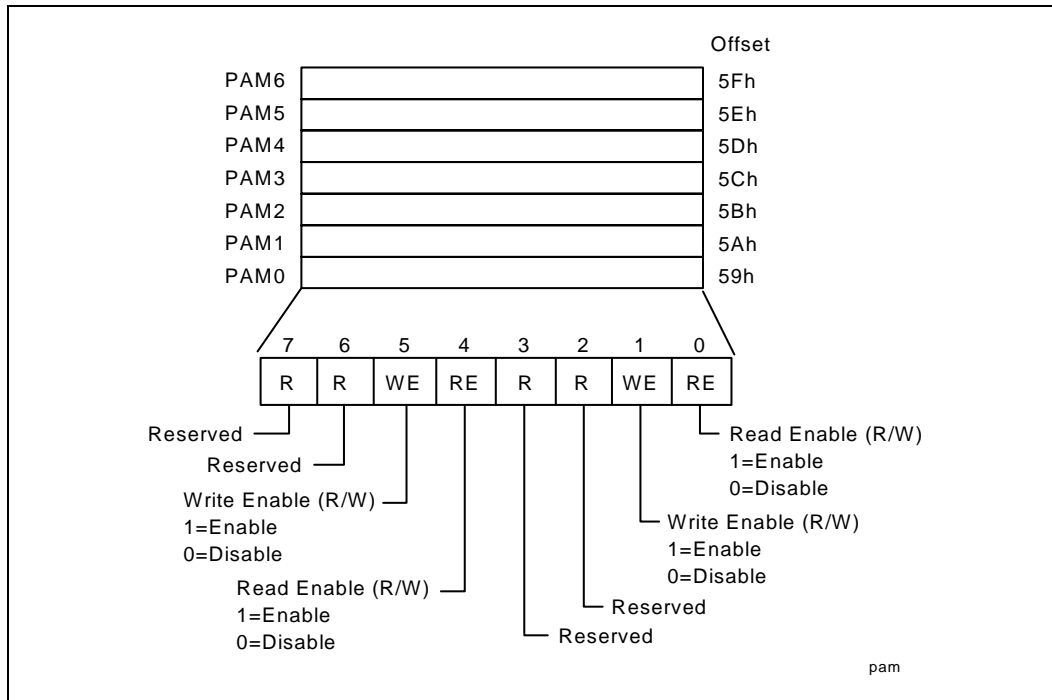 Offset
PAM6 5Fh
PAM5 5Eh
PAM4 5Dh
PAM3 5Ch
PAM2 5Bh
PAM1 5Ah
PAM0 59h
7 6 5 4 3 2 1 0
R R WE RE R R WE RE
Reserved
Reserved
Write Enable (R/W)
1=Enable
0=Disable
Read Enable (R/W)
1=Enable
0=Disable
Reserved
Reserved
Write Enable (R/W)
1=Enable
0=Disable
Read Enable (R/W)
1=Enable
0=Disable
pam